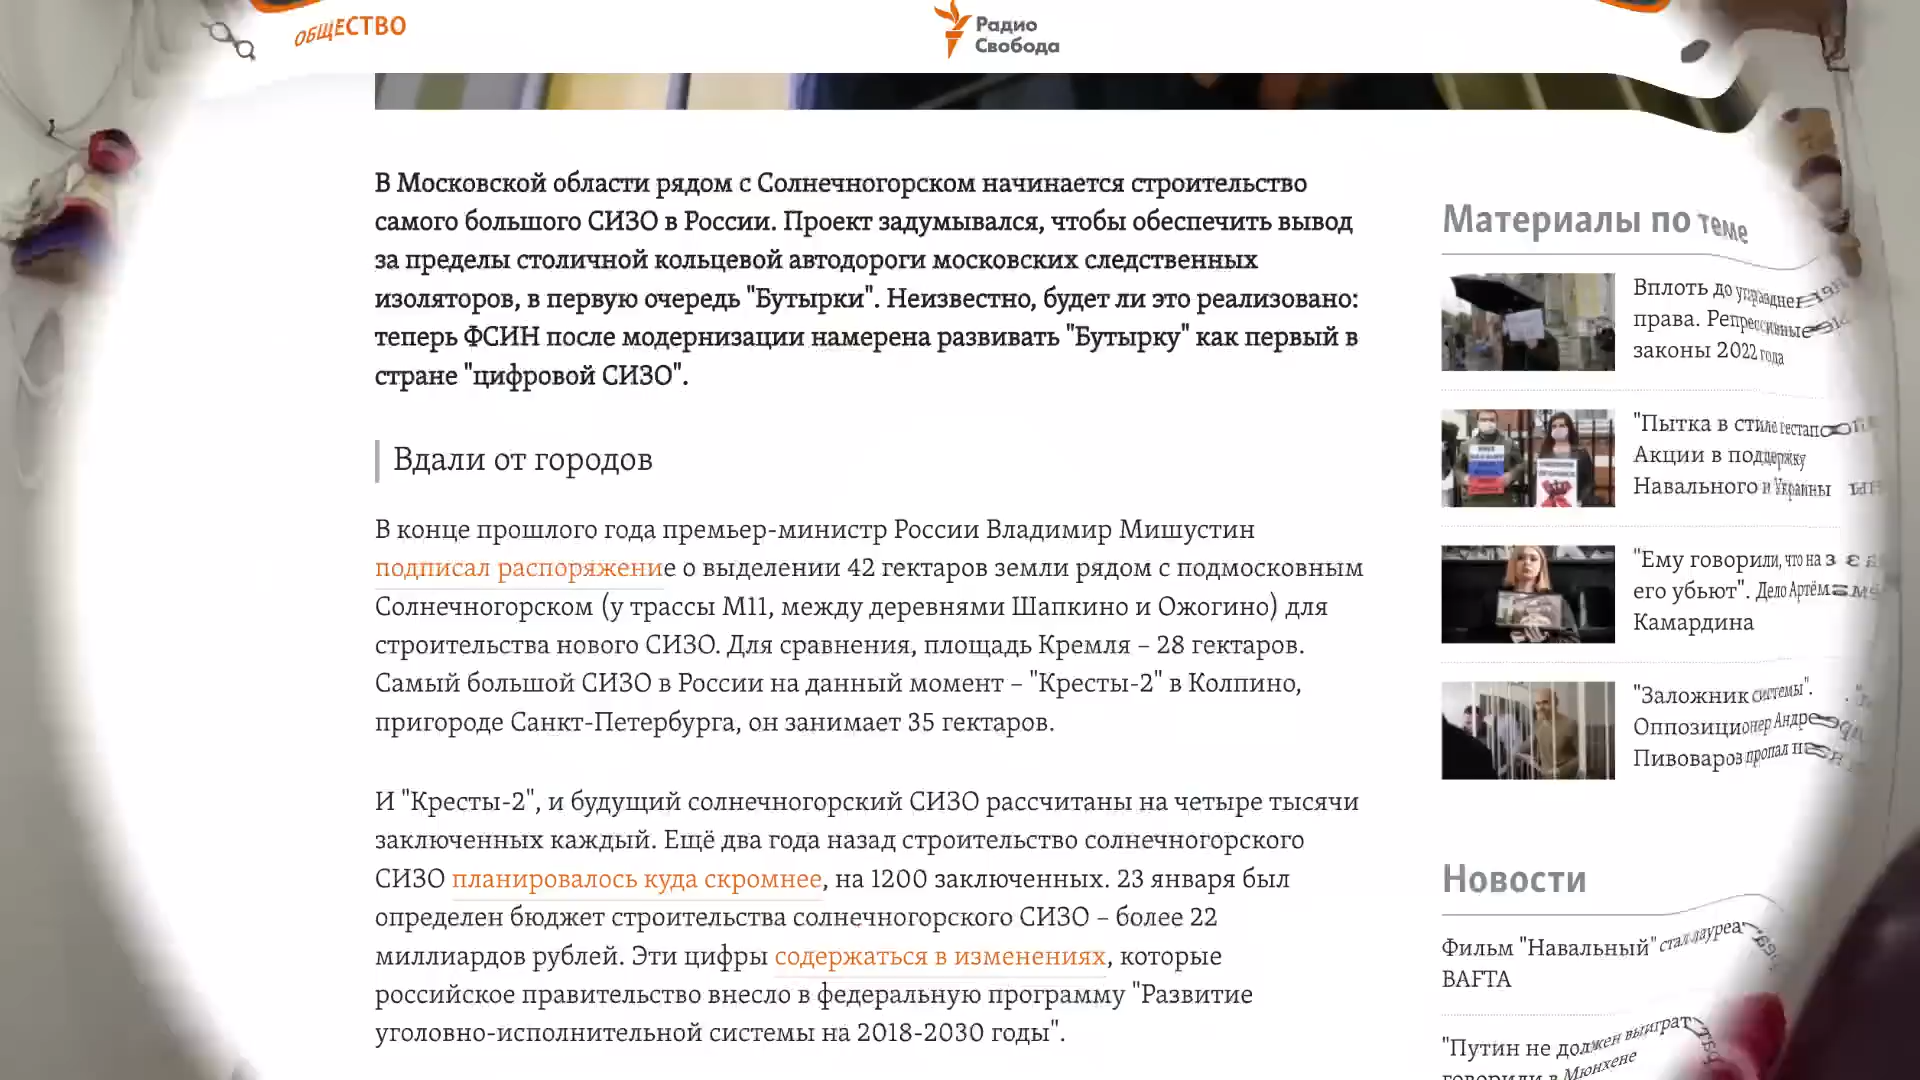 ОБЩЕСТВО
Радио
Свобода
В Московской области рядом с Солнечногорском начинается строительство
самого большого СИЗО в России. Проект задумывался, чтобы обеспечить вывод
за пределы столичной кольцевой автодороги московских следственных
изоляторов, в первую очередь "Бутырки". Неизвестно, будет ли это реализовано:
теперь ФСИН после модернизации намерена развивать "Бутырку" как первый в
стране "цифровой СИЗО".
Вдали от городов
В конце прошлого года премьер-министр России Владимир Мишустин
подписал распоряжение о выделении 42 гектаров земли рядом с подмосковным
Солнечногорском (у трассы М11, между деревнями Шапкино и Ожогино) для
строительства нового СИЗО. Для сравнения, площадь Кремля – 28 гектаров.
Самый большой СИЗО в России на данный момент – "Кресты-2" в Колпино,
пригороде Санкт-Петербурга, он занимает 35 гектаров.
И "Кресты-2", и будущий солнечногорский СИЗО рассчитаны на четыре тысячи
заключенных каждый. Ещё два года назад строительство солнечногорского
СИЗО планировалось куда скромнее, на 1200 заключенных. 23 января был
определен бюджет строительства солнечногорского СИЗО – более 22
миллиардов рублей. Эти цифры содержаться в изменениях, которые
российское правительство внесло в федеральную программу "Развитие
уголовно-исполнительной системы на 2018-2030 годы".
Материалы по теме
Вплоть до
права. Репрессивные
законы 2022 года
"Пытка в стиле гестапо".
Акции в поддержку
Навального и Украины
"Ему говорили, что на
его убьют". Дело Артёма
Камардина
"Заложник системы".
Оппозиционер
Пивоваров пропал
Новости
Фильм "Навальный" стал
BAFTA
"Путин не должен выиграть
говорили в Мюнхене